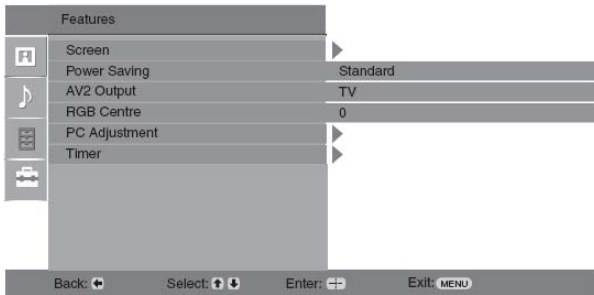 Features
Screen
Power Saving Standard
AV2 Output TV
RGB Centre 0
PC Adjustment
Timer
Back: Select: Enter: Exit: MENU